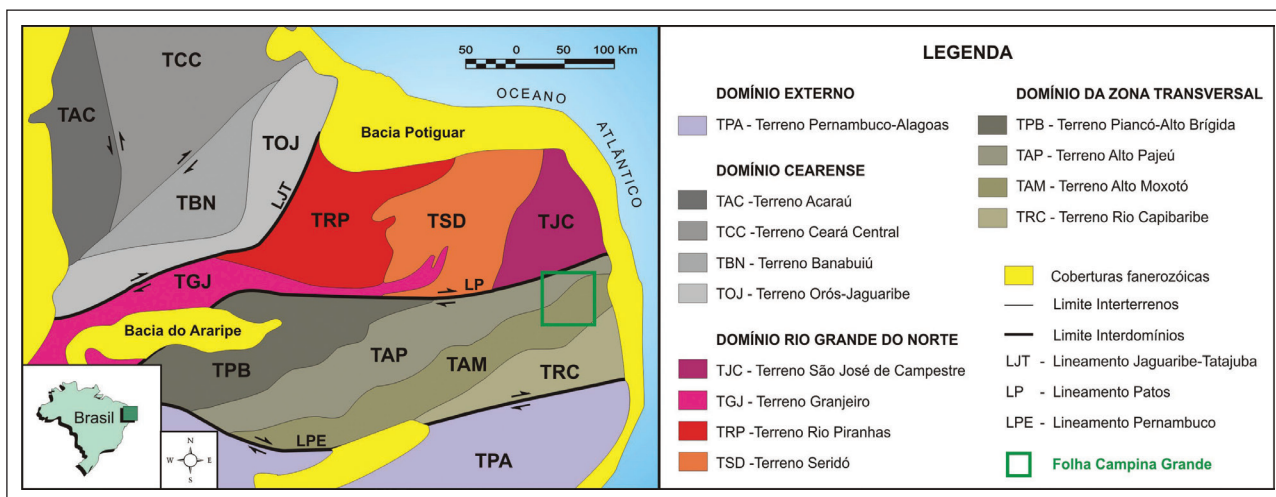 TCC
TAC
50 0 50 100 Km
OCEANO
ATLÂNTICO
Bacia Potiguar
TOJ
LJT
TBN
TRP
TSD
TJC
TGJ
LP
Bacia do Araripe
TPB
TAP
TAM
TRC
LPE
TPA
Brasil
N
W E
S
LEGENDA
DOMÍNIO EXTERNO
TPA - Terreno Pernambuco-Alagoas
DOMÍNIO CEARENSE
TAC -Terreno Acaraú
TCC -Terreno Ceará Central
TBN - Terreno Banabuiú
TOJ - Terreno Orós-Jaguaribe
DOMÍNIO RIO GRANDE DO NORTE
TJC - Terreno São José de Campestre
TGJ - Terreno Granjeiro
TRP -Terreno Rio Piranhas
TSD -Terreno Seridó
DOMÍNIO DA ZONA TRANSVERSAL
TPB - Terreno Piancó-Alto Brígida
TAP - Terreno Alto Pajeú
TAM - Terreno Alto Moxotó
TRC - Terreno Rio Capibaribe
Coberturas fanerozóicas
Limite Interterrenos
Limite Interdomínios
LJT - Lineamento Jaguaribe-Tatajuba
LP - Lineamento Patos
LPE - Lineamento Pernambuco
Folha Campina Grande